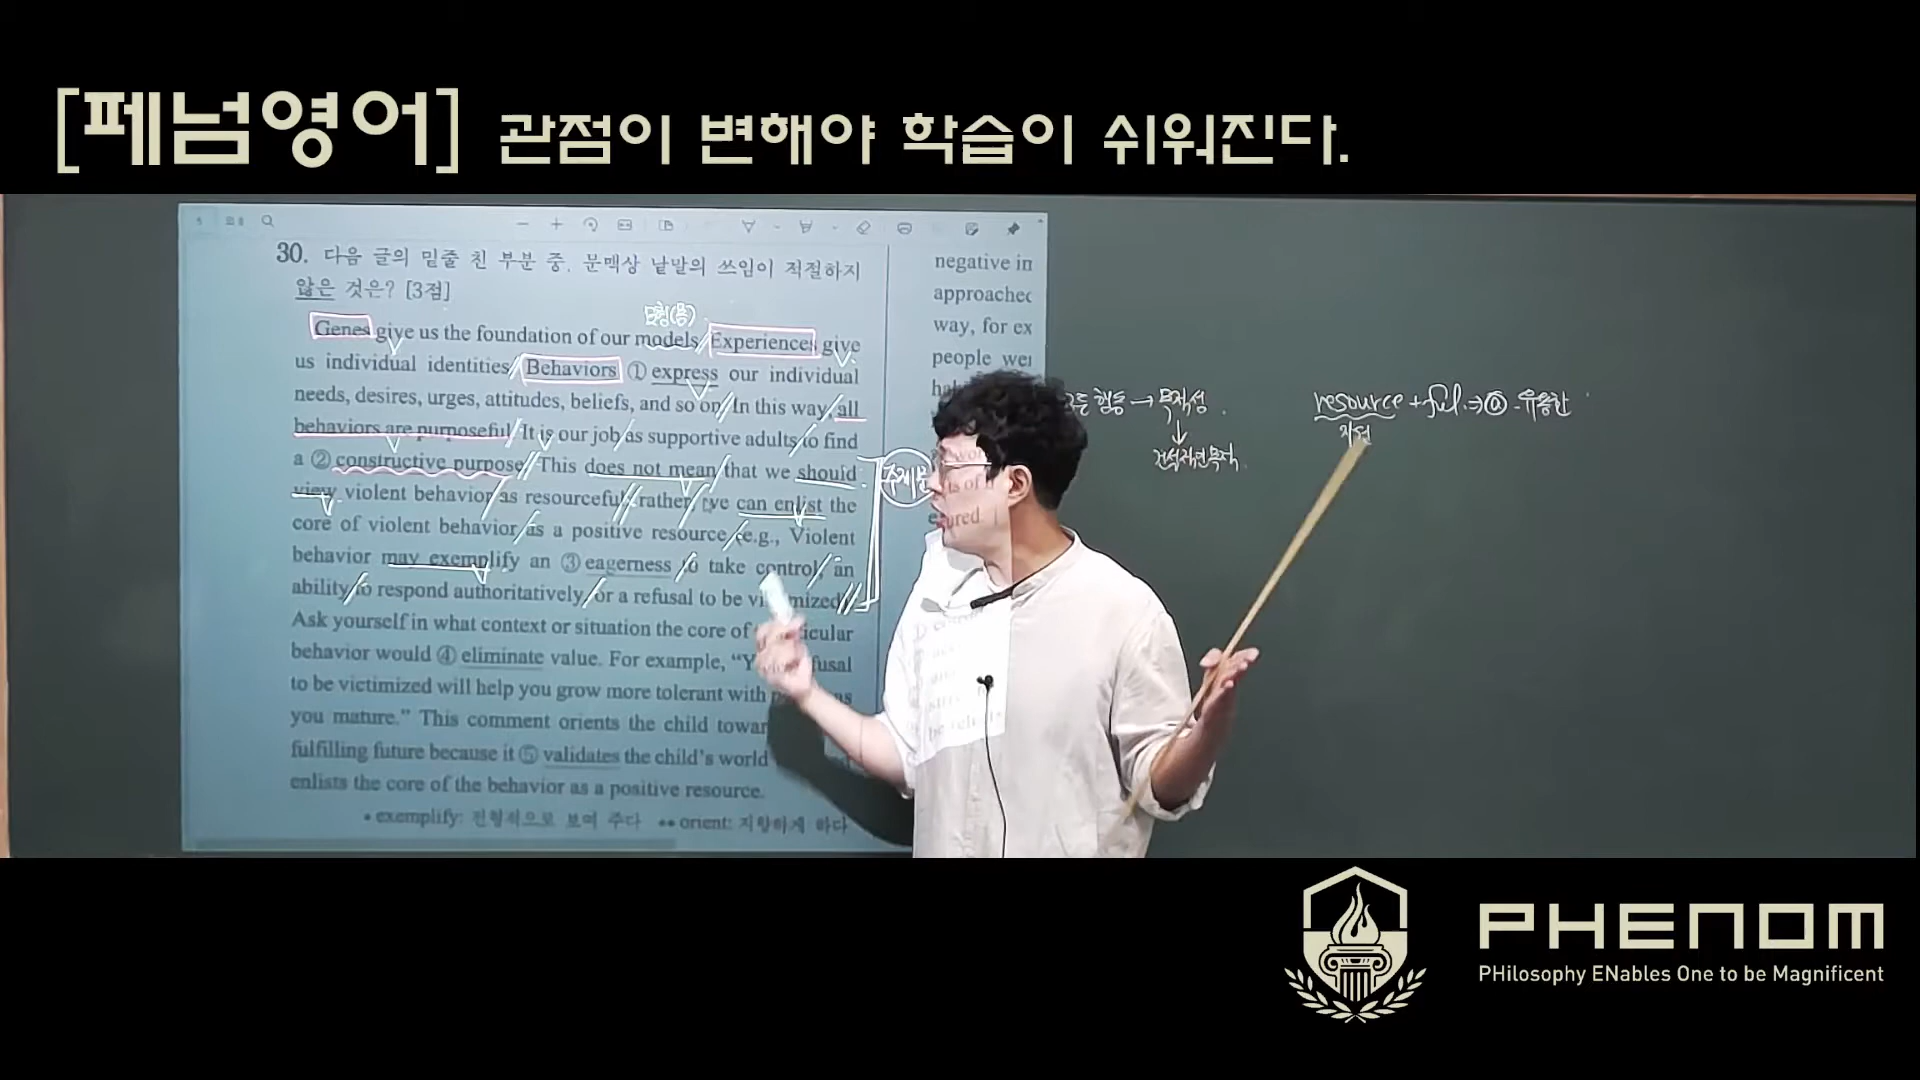 [페넘영어] 관점이 변해야 학습이 쉬워진다.
30. 다음 글의 밑줄 친 부분 중, 문맥상 낱말의 쓰임이 적절하지
않은 것은? [3점]
모형(몸)
Genes give us the foundation of our models. Experiences give
us individual identities. Behaviors ① express our individual
needs, desires, urges, attitudes, beliefs, and so on. In this way, all
behaviors are purposeful. It is our job as supportive adults to find
a ② constructive purpose. This does not mean that we should
view violent behavior as resourceful; rather, we can enlist the
core of violent behavior as a positive resource (e.g., Violent
behavior may exemplify an ③ eagerness to take control, an
ability to respond authoritatively, or a refusal to be victimized).
Ask yourself in what context or situation the core of
behavior would ④ eliminate value. For example, "Y
to be victimized will help you grow more tolerant with
you mature." This comment orients the child
fulfilling future because it ⑤ validates the child's world
enlists the core of the behavior as a positive resource.
* exemplify: 전형적으로 보여 주다 ** orient: 지향하게 하다
negative in
approached
way, for ex
people wer
행동 → 목적성
↓
건설적인 목적
resource + ful ⇒ ⓐ 유용한
자원
PHENOM
PHilosophy ENables One to be Magnificent